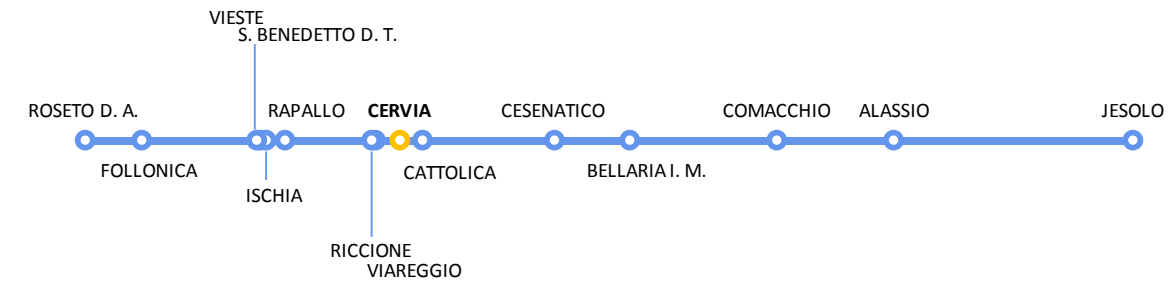 VIESTE
S. BENEDETTO D. T.
ROSETO D. A.
RAPALLO
CERVIA
CESENATICO
COMACCHIO
ALASSIO
JESOLO
FOLLONICA
CATTOLICA
BELLARIA I. M.
ISCHIA
RICCIONE
VIAREGGIO